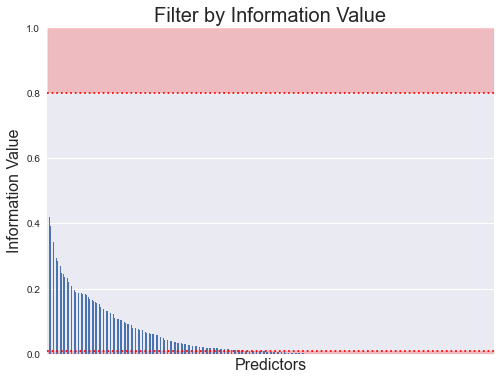 Filter by Information Value
1.0
0.8
0.6
0.4
0.2
0.0
Information Value
Predictors